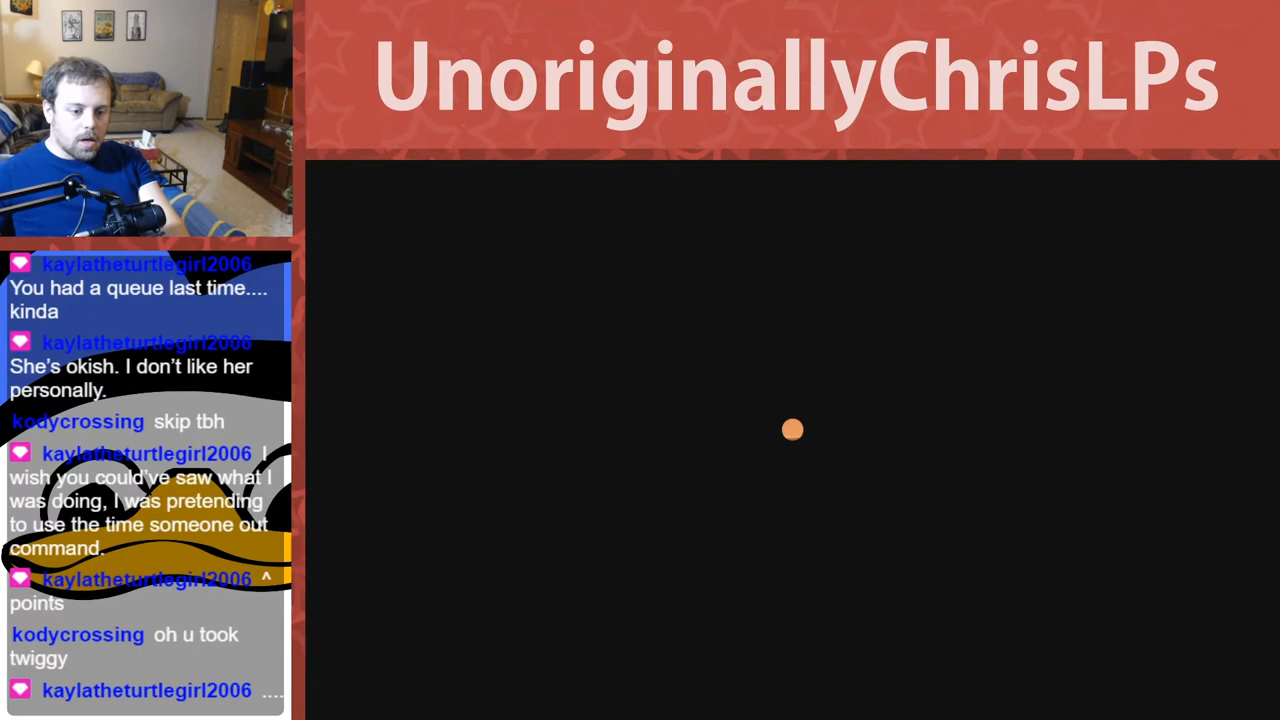 UnoriginallyChrisLPs
kaylatheturtlegirl2006
You had a queue last time....
kinda
kaylatheturtlegirl2006
She's okish. I don't like her
personally.
kodycrossing skip tbh
kaylatheturtlegirl2006 I
wish you could've saw what I
was doing, I was pretending
to use the time someone out
command.
kaylatheturtlegirl2006 ^
points
kodycrossing oh u took
twiggy
kaylatheturtlegirl2006 ....